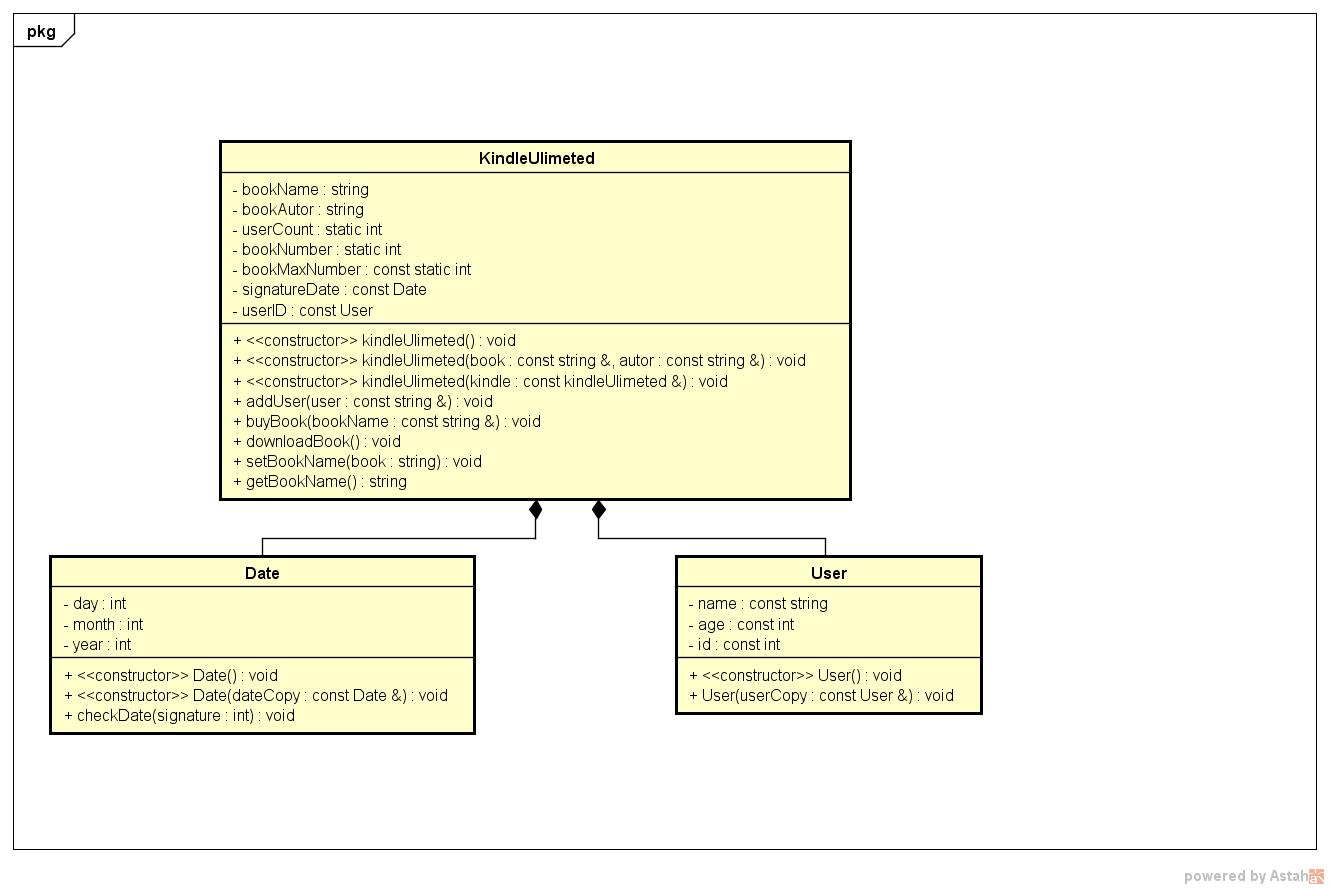 pkg
KindleUlimeted
- bookName : string
- bookAutor : string
- userCount : static int
- bookNumber : static int
- bookMaxNumber : const static int
- signatureDate : const Date
- userID : const User
+ <<constructor>> kindleUlimeted() : void
+ <<constructor>> kindleUlimeted(book : const string &, autor : const string &) : void
+ <<constructor>> kindleUlimeted(kindle : const kindleUlimeted &) : void
+ addUser(user : const string &) : void
+ buyBook(bookName : const string &) : void
+ downloadBook() : void
+ setBookName(book : string) : void
+ getBookName() : string
Date
- day : int
- month : int
- year : int
+ <<constructor>> Date() : void
+ <<constructor>> Date(dateCopy : const Date &) : void
+ checkDate(signature : int) : void
User
- name : const string
- age : const int
- id : const int
+ <<constructor>> User() : void
+ User(userCopy : const User &) : void
powered by Astah